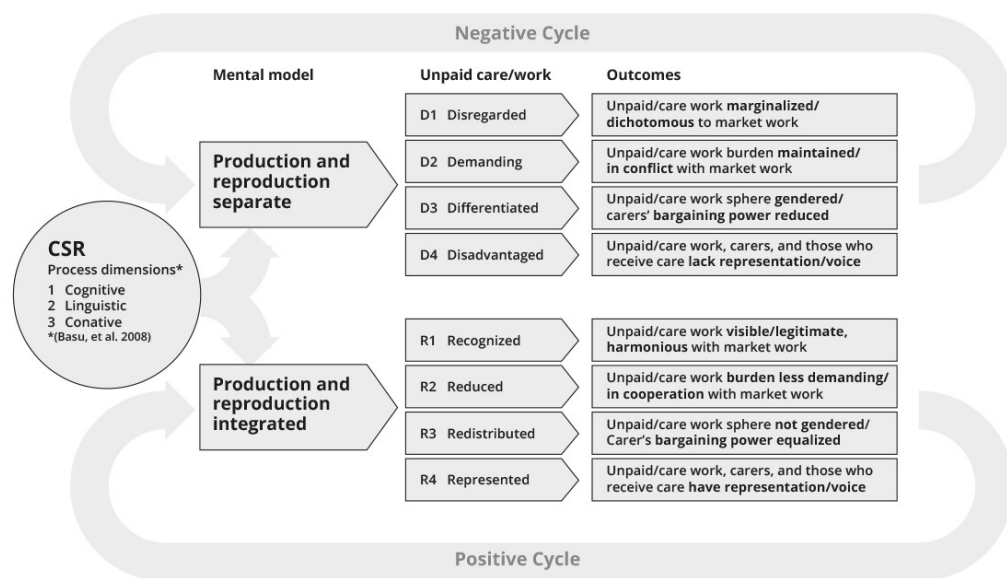 Negative Cycle
Mental model
Unpaid care/work
Outcomes
CSR
Process dimensions*
1 Cognitive
2 Linguistic
3 Conative
*(Basu, et al. 2008)
Production and
reproduction
separate
D1 Disregarded
Unpaid/care work marginalized/
dichotomous to market work
D2 Demanding
Unpaid/care work burden maintained/
in conflict with market work
D3 Differentiated
Unpaid/care work sphere gendered/
carers' bargaining power reduced
D4 Disadvantaged
Unpaid/care work, carers, and those who
receive care lack representation/voice
Production and
reproduction
integrated
R1 Recognized
Unpaid/care work visible/legitimate,
harmonious with market work
R2 Reduced
Unpaid/care work burden less demanding/
in cooperation with market work
R3 Redistributed
Unpaid/care work sphere not gendered/
Carer's bargaining power equalized
R4 Represented
Unpaid/care work, carers, and those who
receive care have representation/voice
Positive Cycle